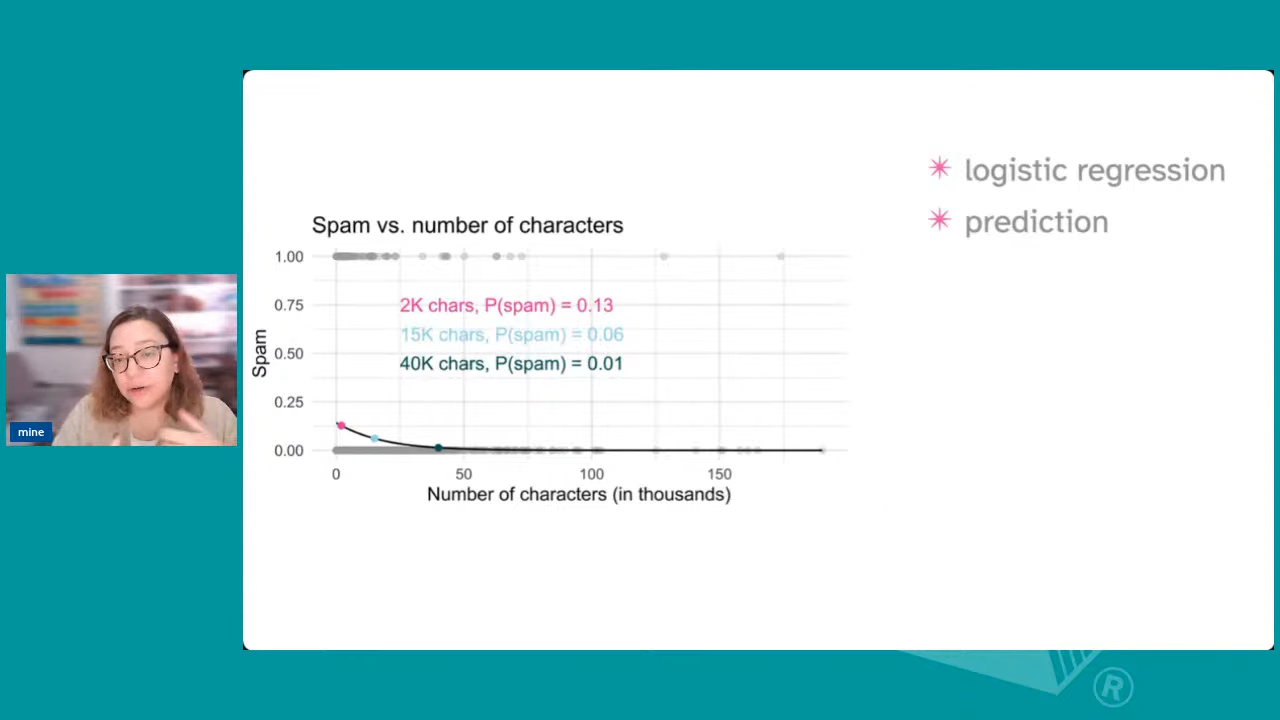 ✴ logistic regression
✴ prediction
Spam vs. number of characters
1.00
0.75
0.50
0.25
0.00
Spam
2K chars, P(spam) = 0.13
15K chars, P(spam) = 0.06
40K chars, P(spam) = 0.01
0 50 100 150
Number of characters (in thousands)
mine
®